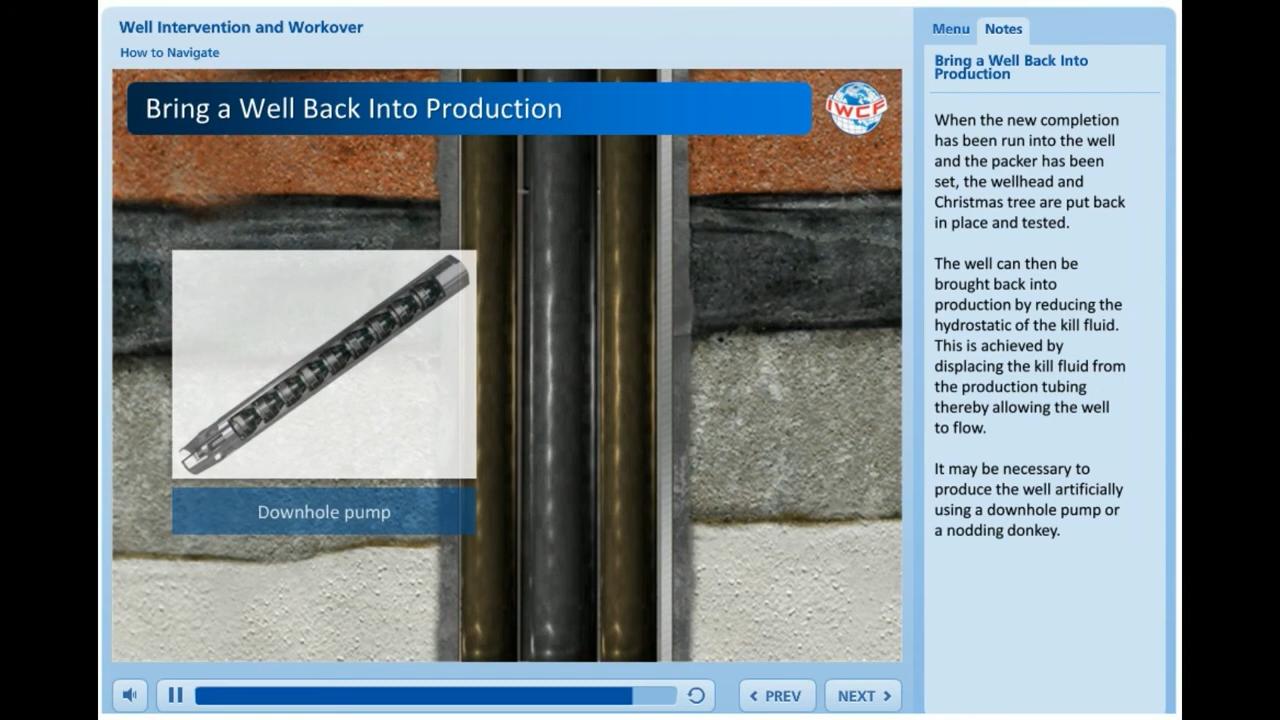 Well Intervention and Workover
How to Navigate
Bring a Well Back Into Production
IWCF
Downhole pump
PREV
NEXT
Menu
Notes
Bring a Well Back Into
Production
When the new completion
has been run into the well
and the packer has been
set, the wellhead and
Christmas tree are put back
in place and tested.
The well can then be
brought back into
production by reducing the
hydrostatic of the kill fluid.
This is achieved by
displacing the kill fluid from
the production tubing
thereby allowing the well
to flow.
It may be necessary to
produce the well artificially
using a downhole pump or
a nodding donkey.